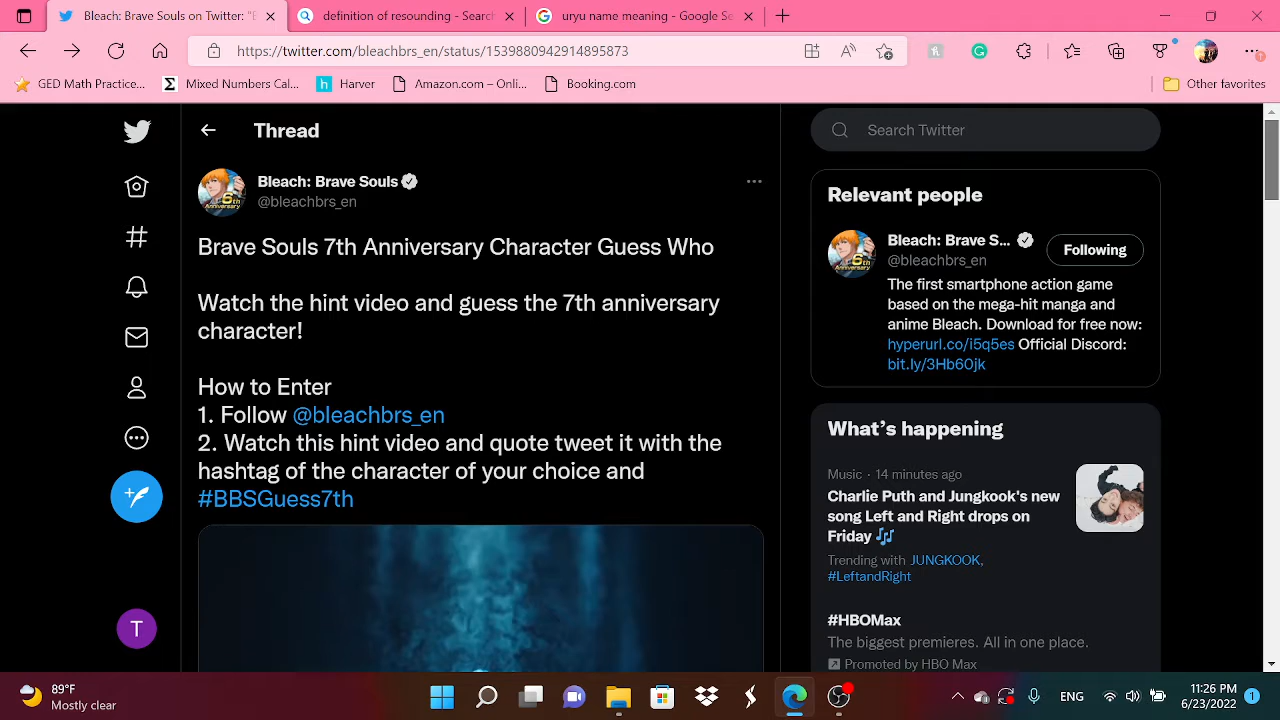 Bleach: Brave Souls on Twitter: "B
definition of resounding - Search
uryu name meaning - Google Se
https://twitter.com/bleachbrs_en/status/1539880942914895873
GED Math Practice...
Mixed Numbers Cal...
Harver
Amazon.com – Onli...
Booking.com
Other favorites
Thread
Bleach: Brave Souls
@bleachbrs_en
Brave Souls 7th Anniversary Character Guess Who
Watch the hint video and guess the 7th anniversary
character!
How to Enter
1. Follow @bleachbrs_en
2. Watch this hint video and quote tweet it with the
hashtag of the character of your choice and
#BBSGuess7th
T
Search Twitter
Relevant people
Bleach: Brave S...
@bleachbrs_en
Following
The first smartphone action game
based on the mega-hit manga and
anime Bleach. Download for free now:
hyperurl.co/i5q5es Official Discord:
bit.ly/3Hb60jk
What's happening
Music · 14 minutes ago
Charlie Puth and Jungkook's new
song Left and Right drops on
Friday 🎶
Trending with JUNGKOOK,
#LeftandRight
#HBOMax
The biggest premieres. All in one place.
Promoted by HBO Max
89°F
Mostly clear
ENG
11:26 PM
6/23/2022
1